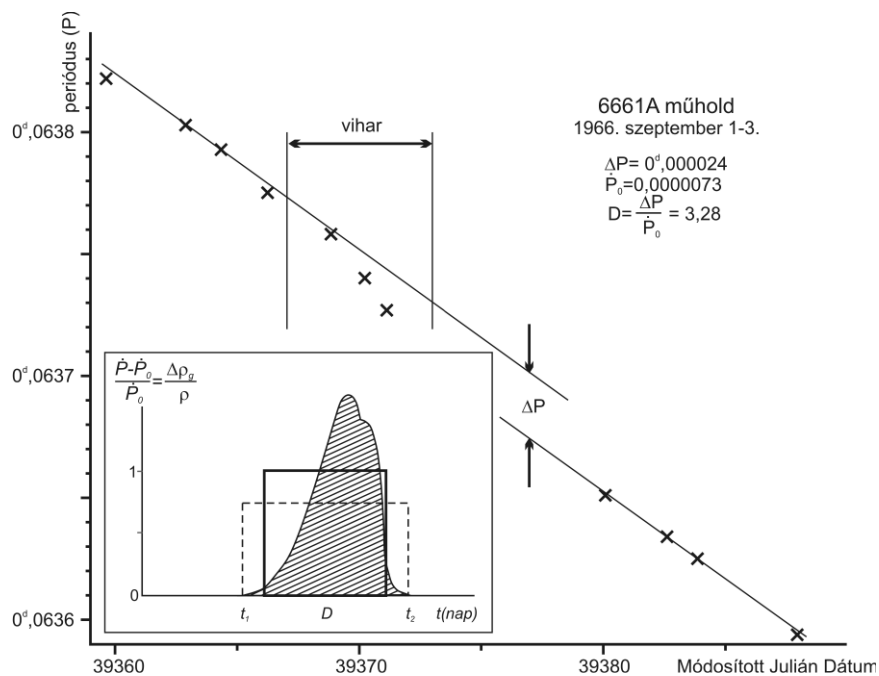 periódus (P)
0ᵈ,0638
0ᵈ,0637
0ᵈ,0636
vihar
6661A műhold
1966. szeptember 1-3.
ΔP= 0ᵈ,000024
Ṗ₀=0,0000073
D= ΔP/Ṗ₀ = 3,28
ΔP
Ṗ-Ṗ₀/Ṗ₀ = Δρg/ρ
1
0
t₁ D t₂ t(nap)
39360 39370 39380 Módosított Julián Dátum